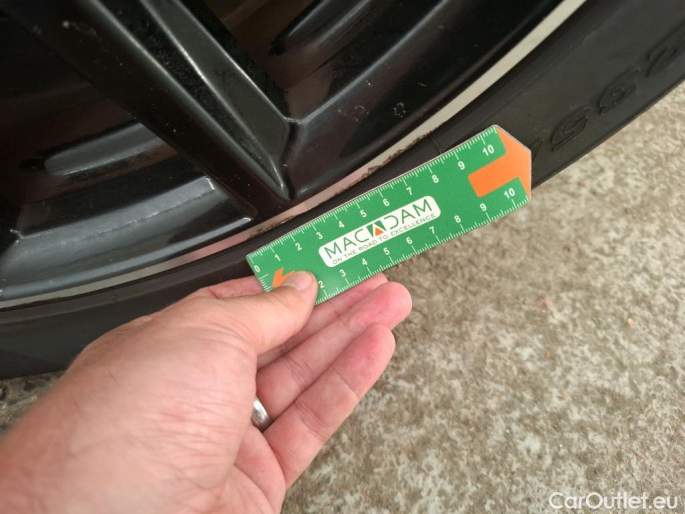 0 1 2 3 4 5 6 7 8 9 10
MACADAM
ON THE ROAD TO EXCELLENCE
2 3 4 5 6 7 8 9 10
CarOutlet.eu